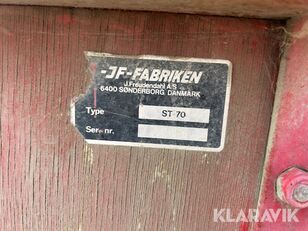 -JF-FABRIKEN
J.Freudendahl A/S
6400 SØNDERBORG, DANMARK
Type ST 70
Ser. nr.
KLARAVIK